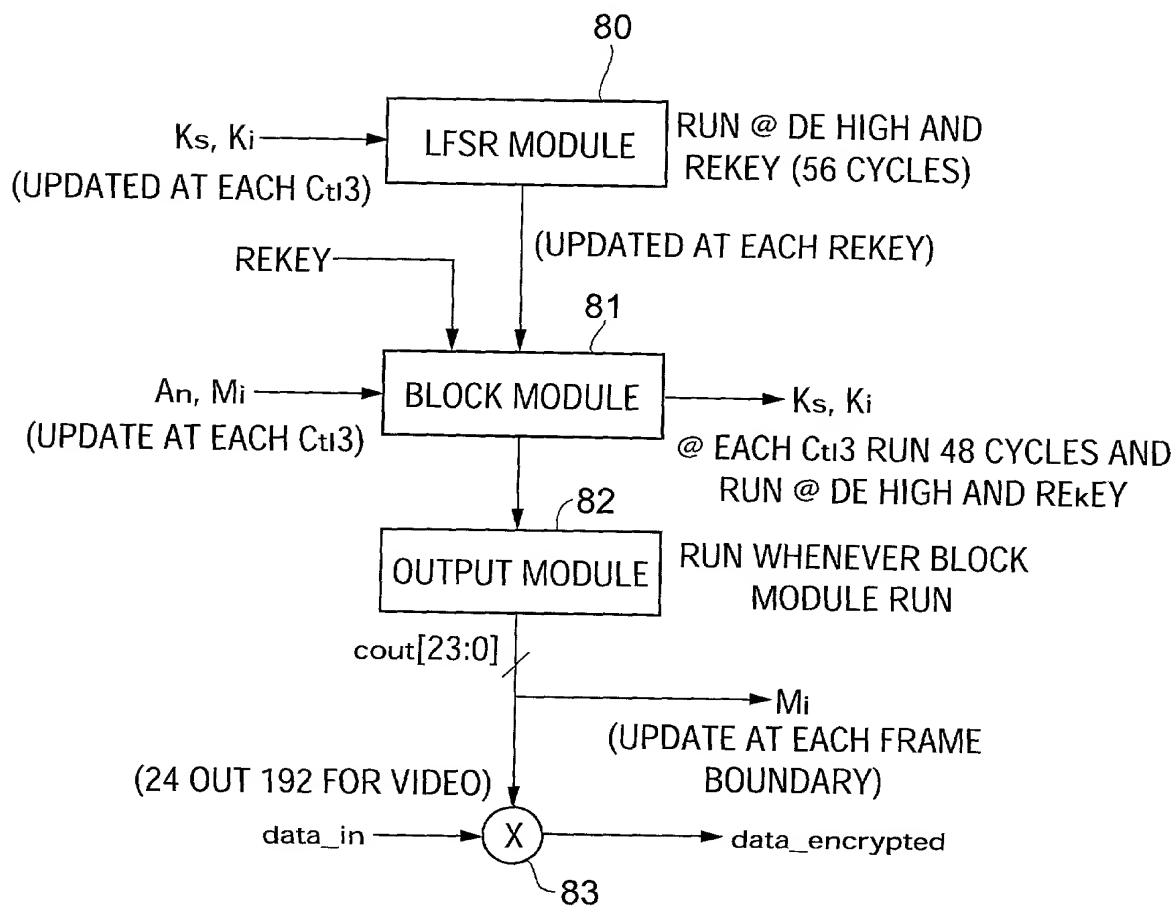 80
Ks, Ki
(UPDATED AT EACH Ctl3)
LFSR MODULE
RUN @ DE HIGH AND
REKEY (56 CYCLES)
(UPDATED AT EACH REKEY)
REKEY
81
An, Mi
(UPDATE AT EACH Ctl3)
BLOCK MODULE
Ks, Ki
@ EACH Ctl3 RUN 48 CYCLES AND
RUN @ DE HIGH AND REkEY
82
OUTPUT MODULE
RUN WHENEVER BLOCK
MODULE RUN
cout[23:0]
Mi
(UPDATE AT EACH FRAME
BOUNDARY)
(24 OUT 192 FOR VIDEO)
data_in
X
data_encrypted
83